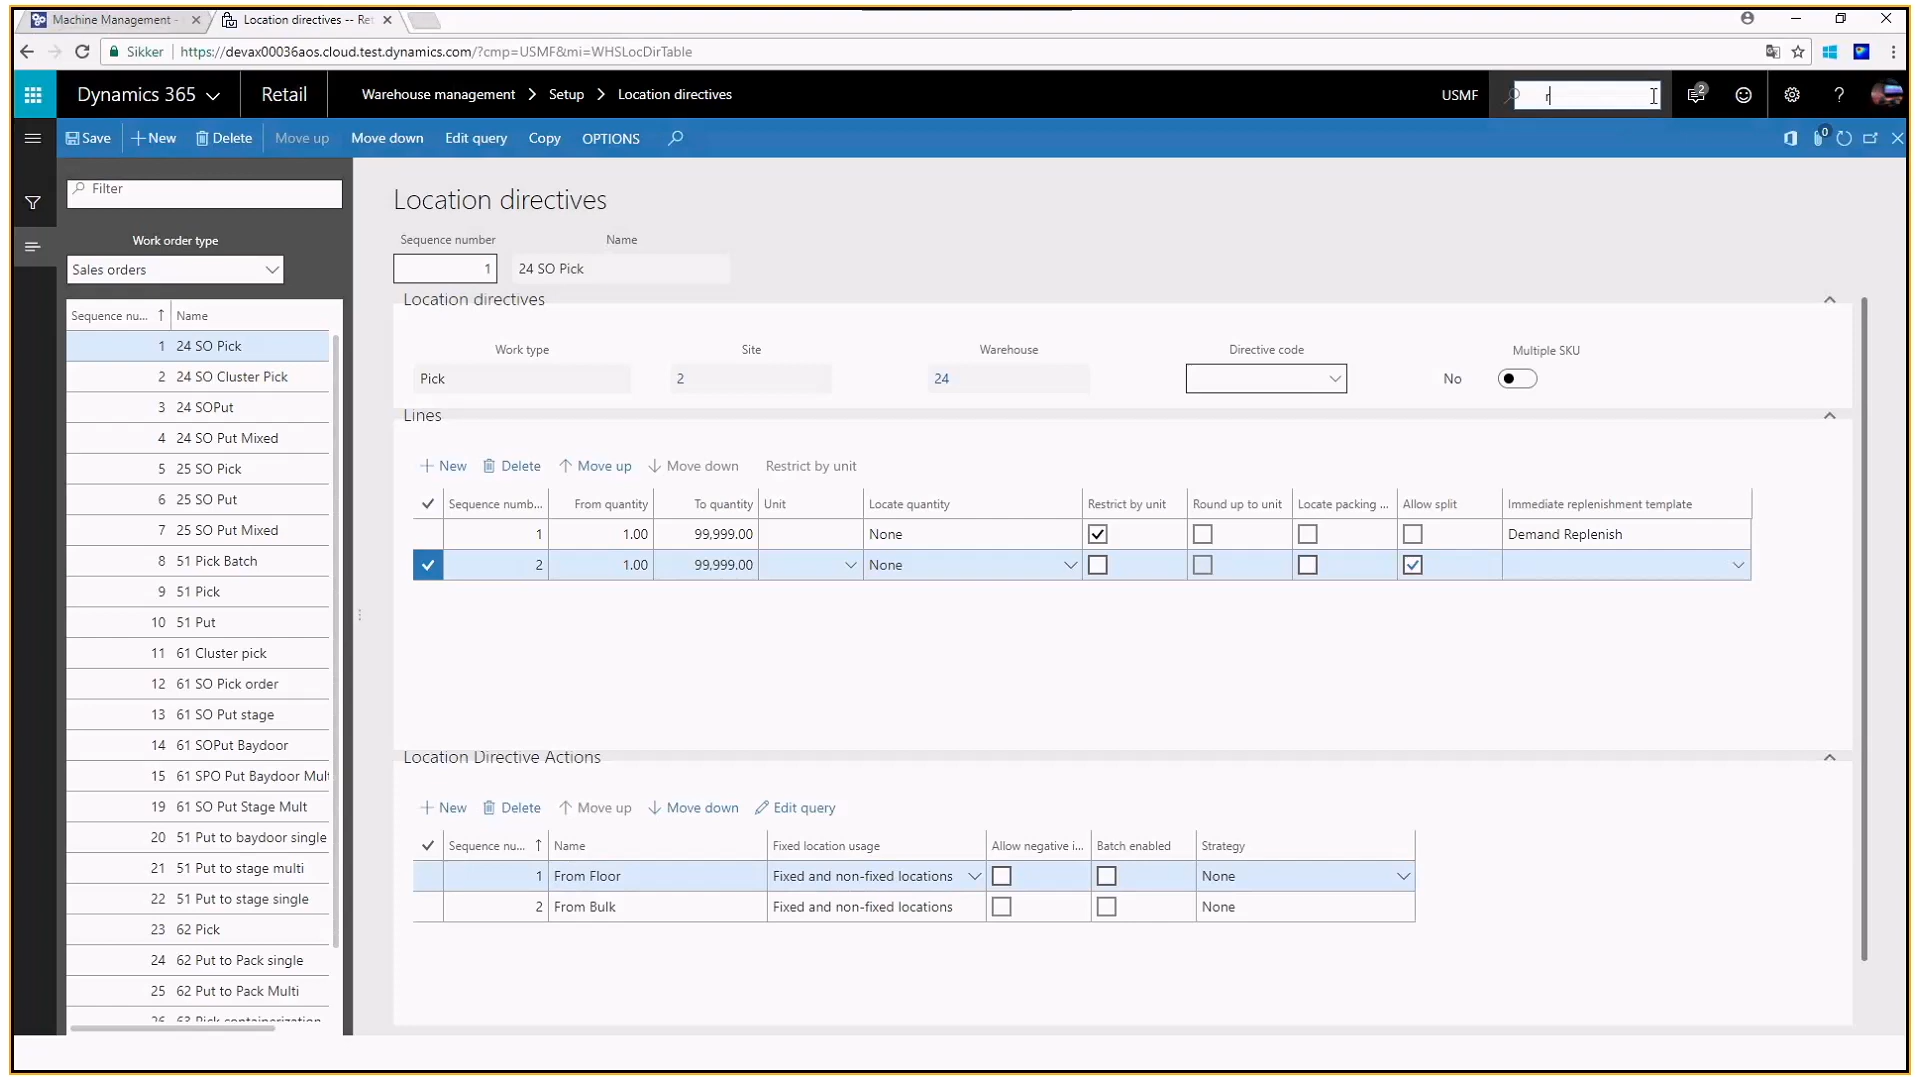 Machine Management -
Location directives -- Ret
Sikker https://devax00036aos.cloud.test.dynamics.com/?cmp=USMF&mi=WHSLocDirTable
Dynamics 365 Retail Warehouse management Setup Location directives USMF r 2 ?
Save New Delete Move up Move down Edit query Copy OPTIONS 0
Filter
Work order type
Sales orders
Sequence nu... Name
1 24 SO Pick
2 24 SO Cluster Pick
3 24 SOPut
4 24 SO Put Mixed
5 25 SO Pick
6 25 SO Put
7 25 SO Put Mixed
8 51 Pick Batch
9 51 Pick
10 51 Put
11 61 Cluster pick
12 61 SO Pick order
13 61 SO Put stage
14 61 SOPut Baydoor
15 61 SPO Put Baydoor Mul
19 61 SO Put Stage Mult
20 51 Put to baydoor single
21 51 Put to stage multi
22 51 Put to stage single
23 62 Pick
24 62 Put to Pack single
25 62 Put to Pack Multi
26 63 Pick containerization
Location directives
Sequence number Name
1 24 SO Pick
Location directives
Work type Site Warehouse Directive code Multiple SKU
Pick 2 24 No
Lines
New Delete Move up Move down Restrict by unit
Sequence numb... From quantity To quantity Unit Locate quantity Restrict by unit Round up to unit Locate packing ... Allow split Immediate replenishment template
1 1.00 99,999.00 None Demand Replenish
2 1.00 99,999.00 None
Location Directive Actions
New Delete Move up Move down Edit query
Sequence nu... Name Fixed location usage Allow negative i... Batch enabled Strategy
1 From Floor Fixed and non-fixed locations None
2 From Bulk Fixed and non-fixed locations None